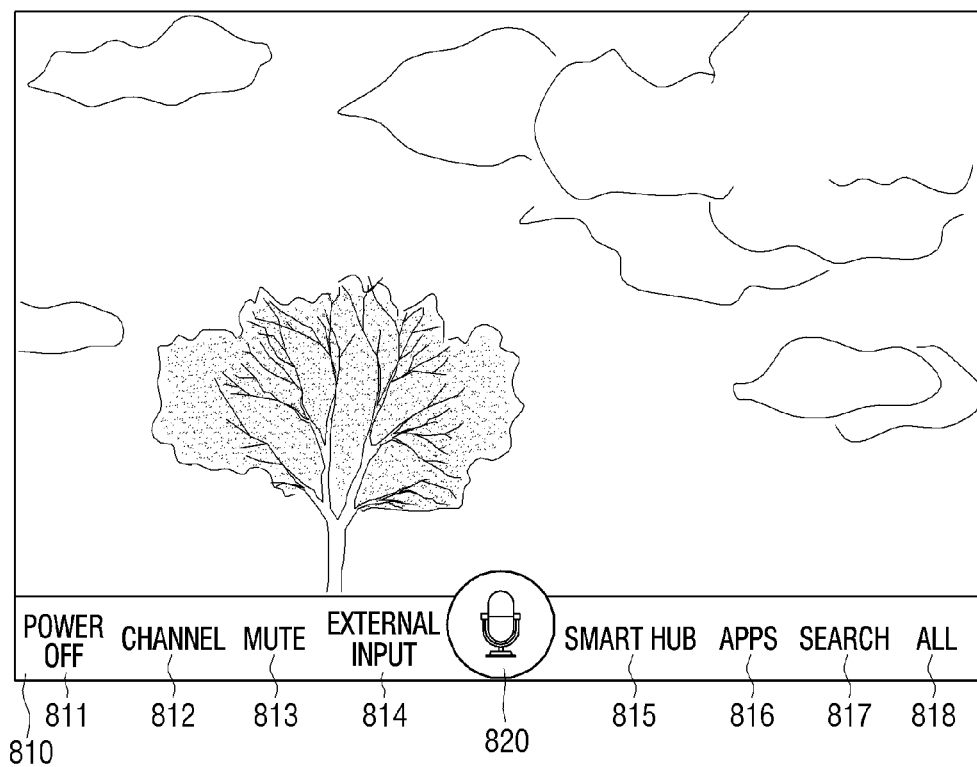 POWER OFF
CHANNEL
MUTE
EXTERNAL INPUT
SMART HUB
APPS
SEARCH
ALL
811
812
813
814
815
816
817
818
810
820